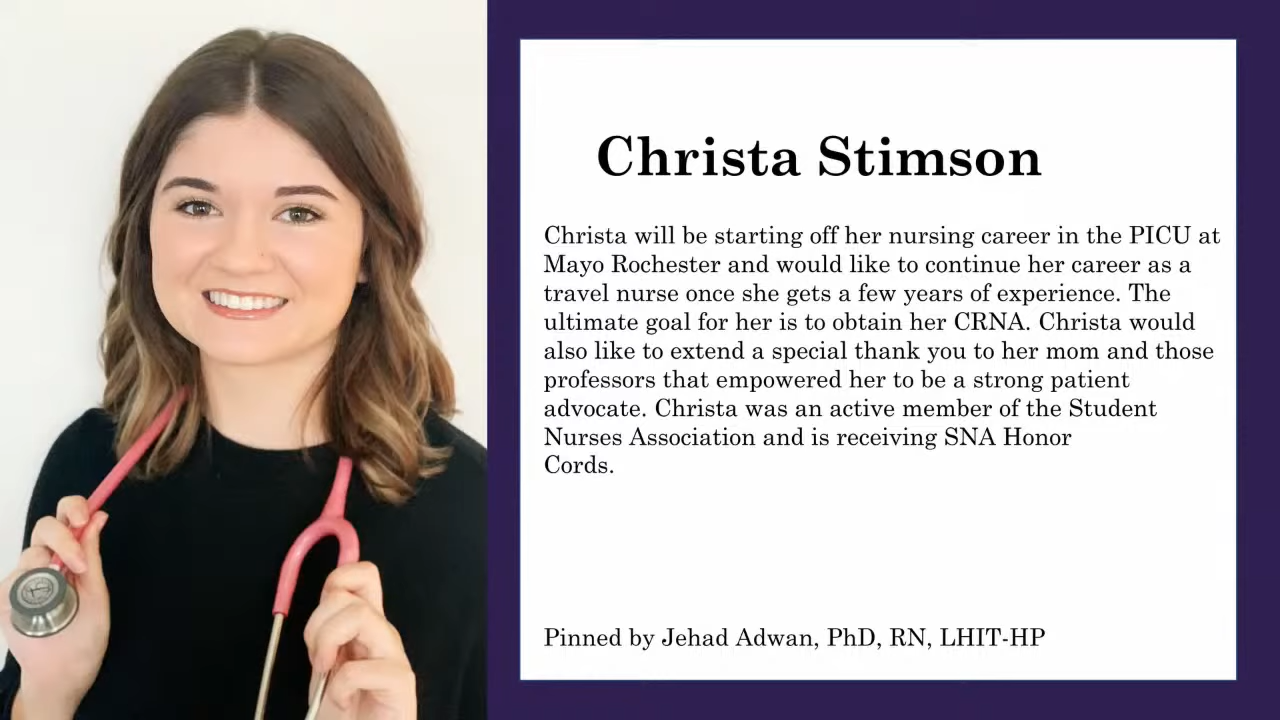 Christa Stimson
Christa will be starting off her nursing career in the PICU at
Mayo Rochester and would like to continue her career as a
travel nurse once she gets a few years of experience. The
ultimate goal for her is to obtain her CRNA. Christa would
also like to extend a special thank you to her mom and those
professors that empowered her to be a strong patient
advocate. Christa was an active member of the Student
Nurses Association and is receiving SNA Honor
Cords.
Pinned by Jehad Adwan, PhD, RN, LHIT-HP